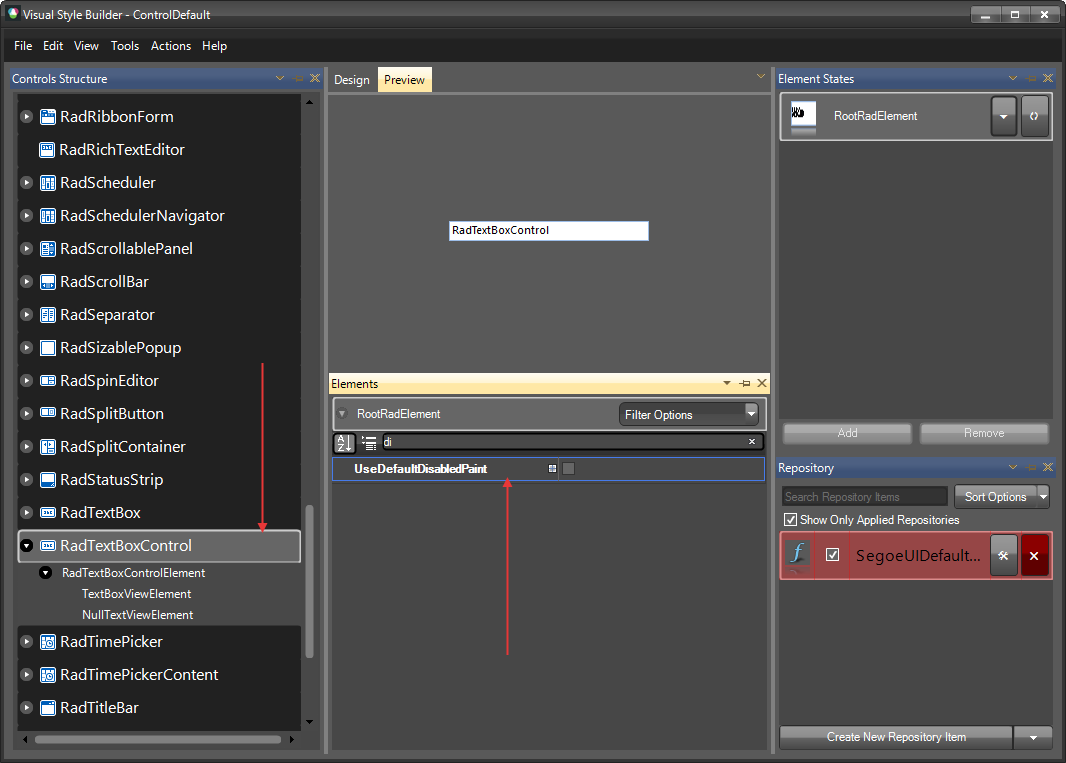 Visual Style Builder - ControlDefault
File Edit View Tools Actions Help
Controls Structure
RadRibbonForm
RadRichTextEditor
RadScheduler
RadSchedulerNavigator
RadScrollablePanel
RadScrollBar
RadSeparator
RadSizablePopup
RadSpinEditor
RadSplitButton
RadSplitContainer
RadStatusStrip
RadTextBox
RadTextBoxControl
RadTextBoxControlElement
TextBoxViewElement
NullTextViewElement
RadTimePicker
RadTimePickerContent
RadTitleBar
Design Preview
RadTextBoxControl
Elements
RootRadElement Filter Options
di
UseDefaultDisabledPaint
Element States
RootRadElement
Add Remove
Repository
Search Repository Items Sort Options
Show Only Applied Repositories
SegoeUIDefault...
Create New Repository Item